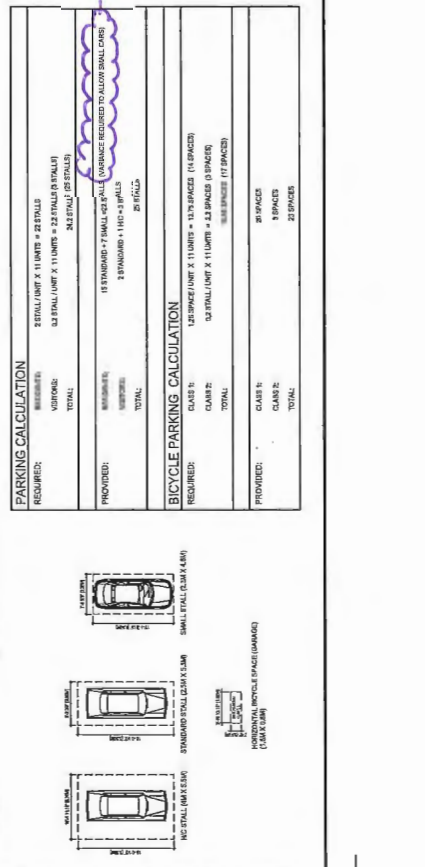 PARKING CALCULATION
REQUIRED:
2 STALL / UNIT X 11 UNITS = 22 STALLS
VISITORS: 0.2 STALL / UNIT X 11 UNITS = 2.2 STALLS (3 STALLS)
TOTAL: 24.2 STALL (25 STALLS)
PROVIDED: 15 STANDARD + 7 SMALL =22 STALLS (VARIANCE REQUIRED TO ALLOW SMALL CARS)
2 STANDARD + 1 HC = 3 STALLS
TOTAL: 25 STALLS
BICYCLE PARKING CALCULATION
REQUIRED: CLASS 1: 1.25 SPACE / UNIT X 11 UNITS = 13.75 SPACES (14 SPACES)
CLASS 2: 0.2 STALL / UNIT X 11 UNITS = 2.2 SPACES (3 SPACES)
TOTAL: (17 SPACES)
PROVIDED: CLASS 1: 20 SPACES
CLASS 2: 3 SPACES
TOTAL: 23 SPACES
H/C STALL (4M X 5.5M)
STANDARD STALL (2.5M X 5.5M)
SMALL STALL (2.3M X 4.6M)
HORIZONTAL BICYCLE SPACE (GARAGE)
(1.8M X 0.6M)